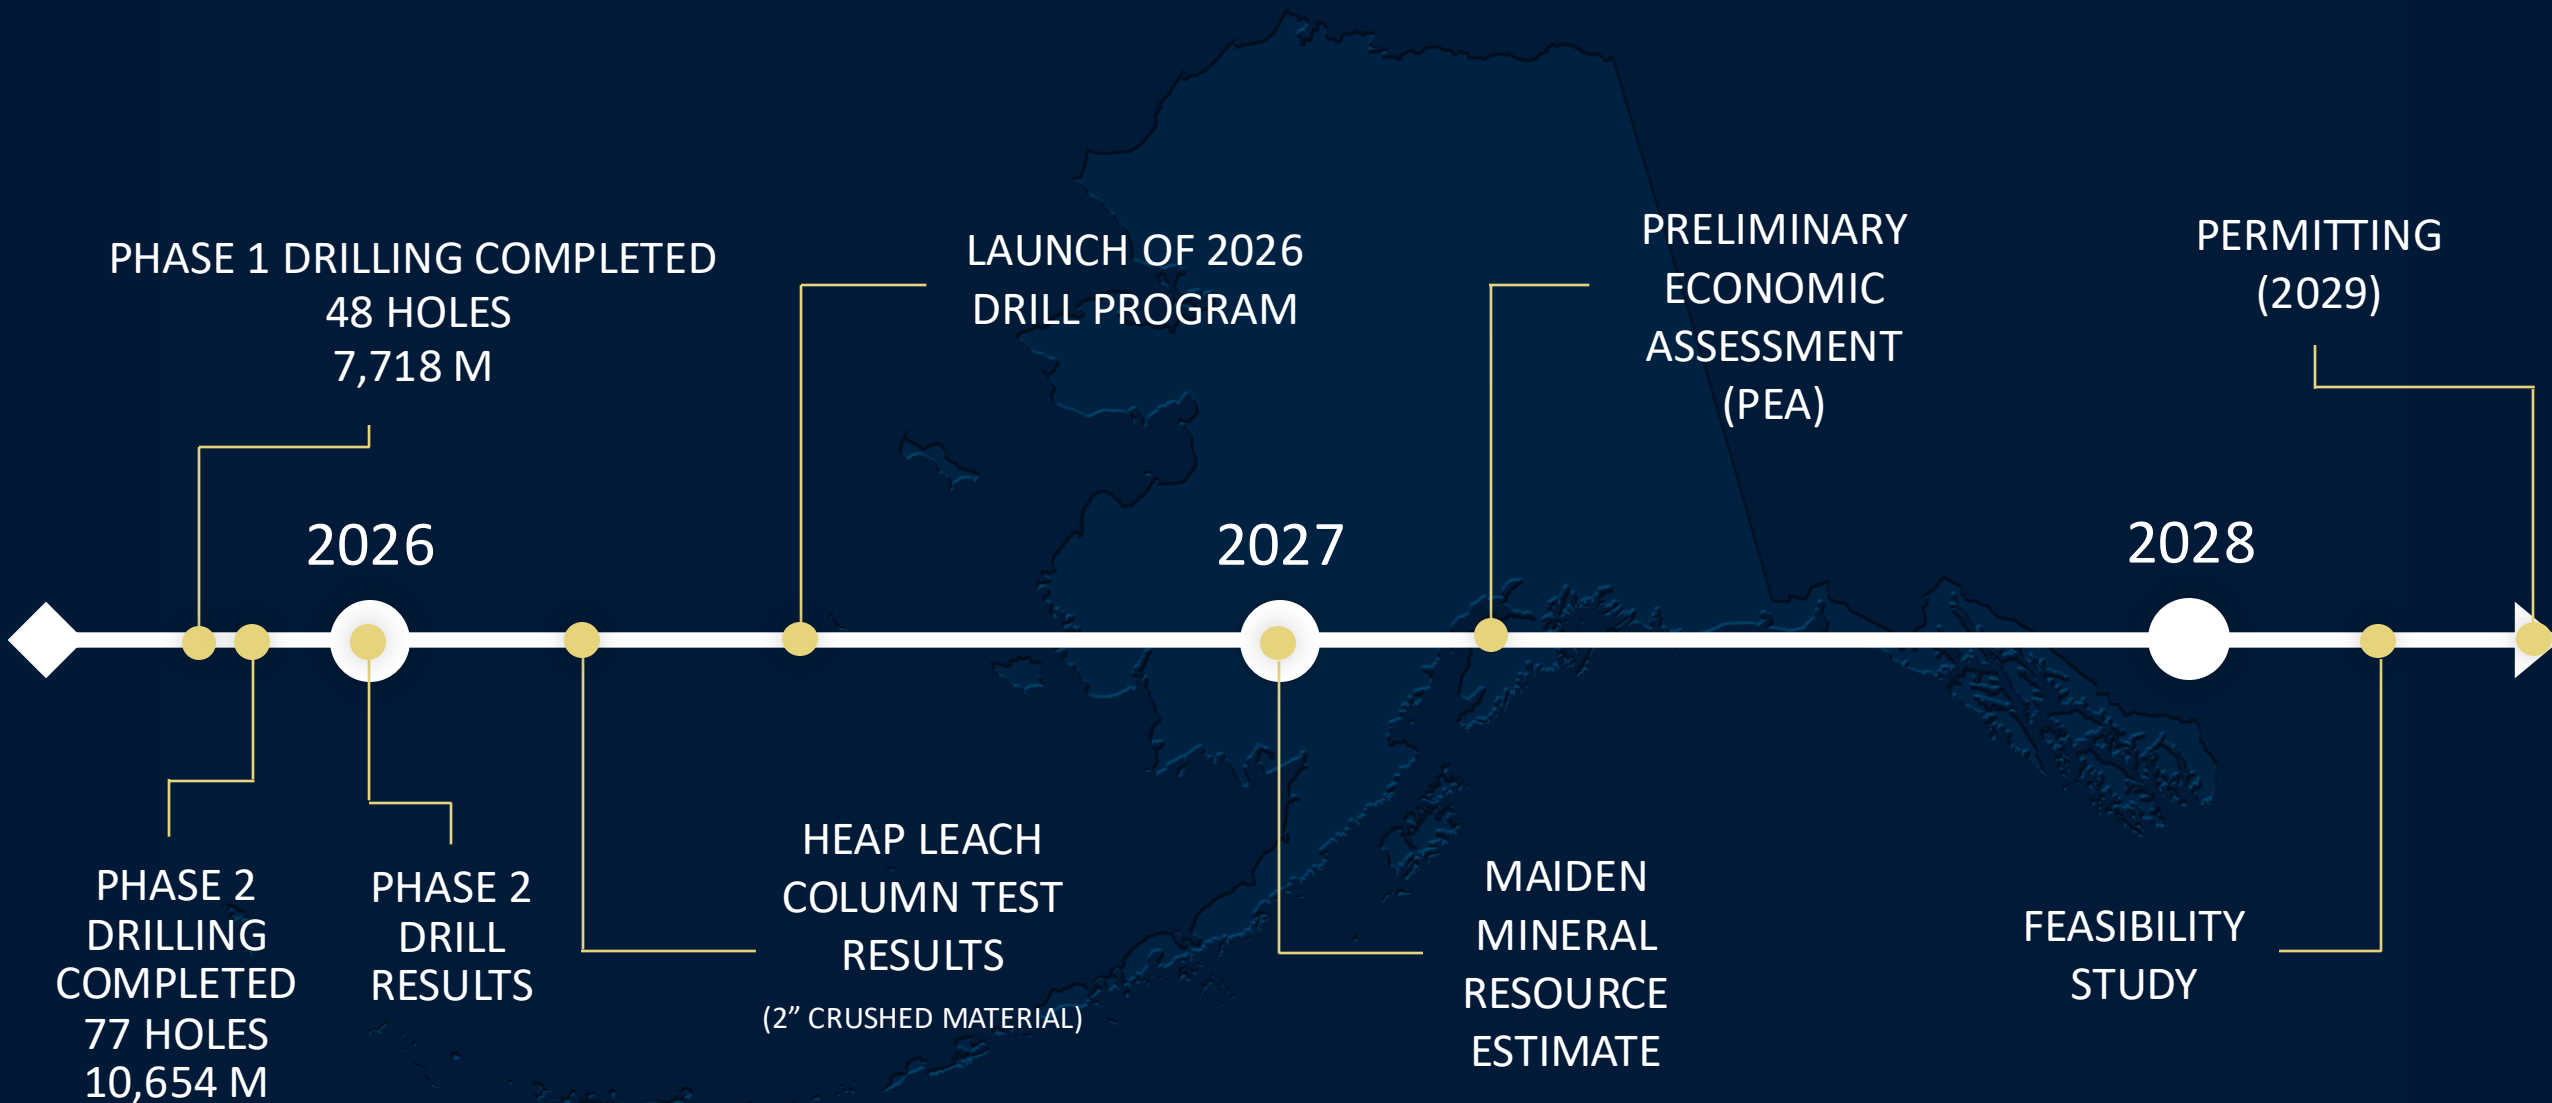 PHASE 1 DRILLING COMPLETED
48 HOLES
7,718 M
LAUNCH OF 2026
DRILL PROGRAM
PRELIMINARY
ECONOMIC
ASSESSMENT
(PEA)
PERMITTING
(2029)
2026
2027
2028
PHASE 2
DRILLING
COMPLETED
77 HOLES
10,654 M
PHASE 2
DRILL
RESULTS
HEAP LEACH
COLUMN TEST
RESULTS
(2” CRUSHED MATERIAL)
MAIDEN
MINERAL
RESOURCE
ESTIMATE
FEASIBILITY
STUDY